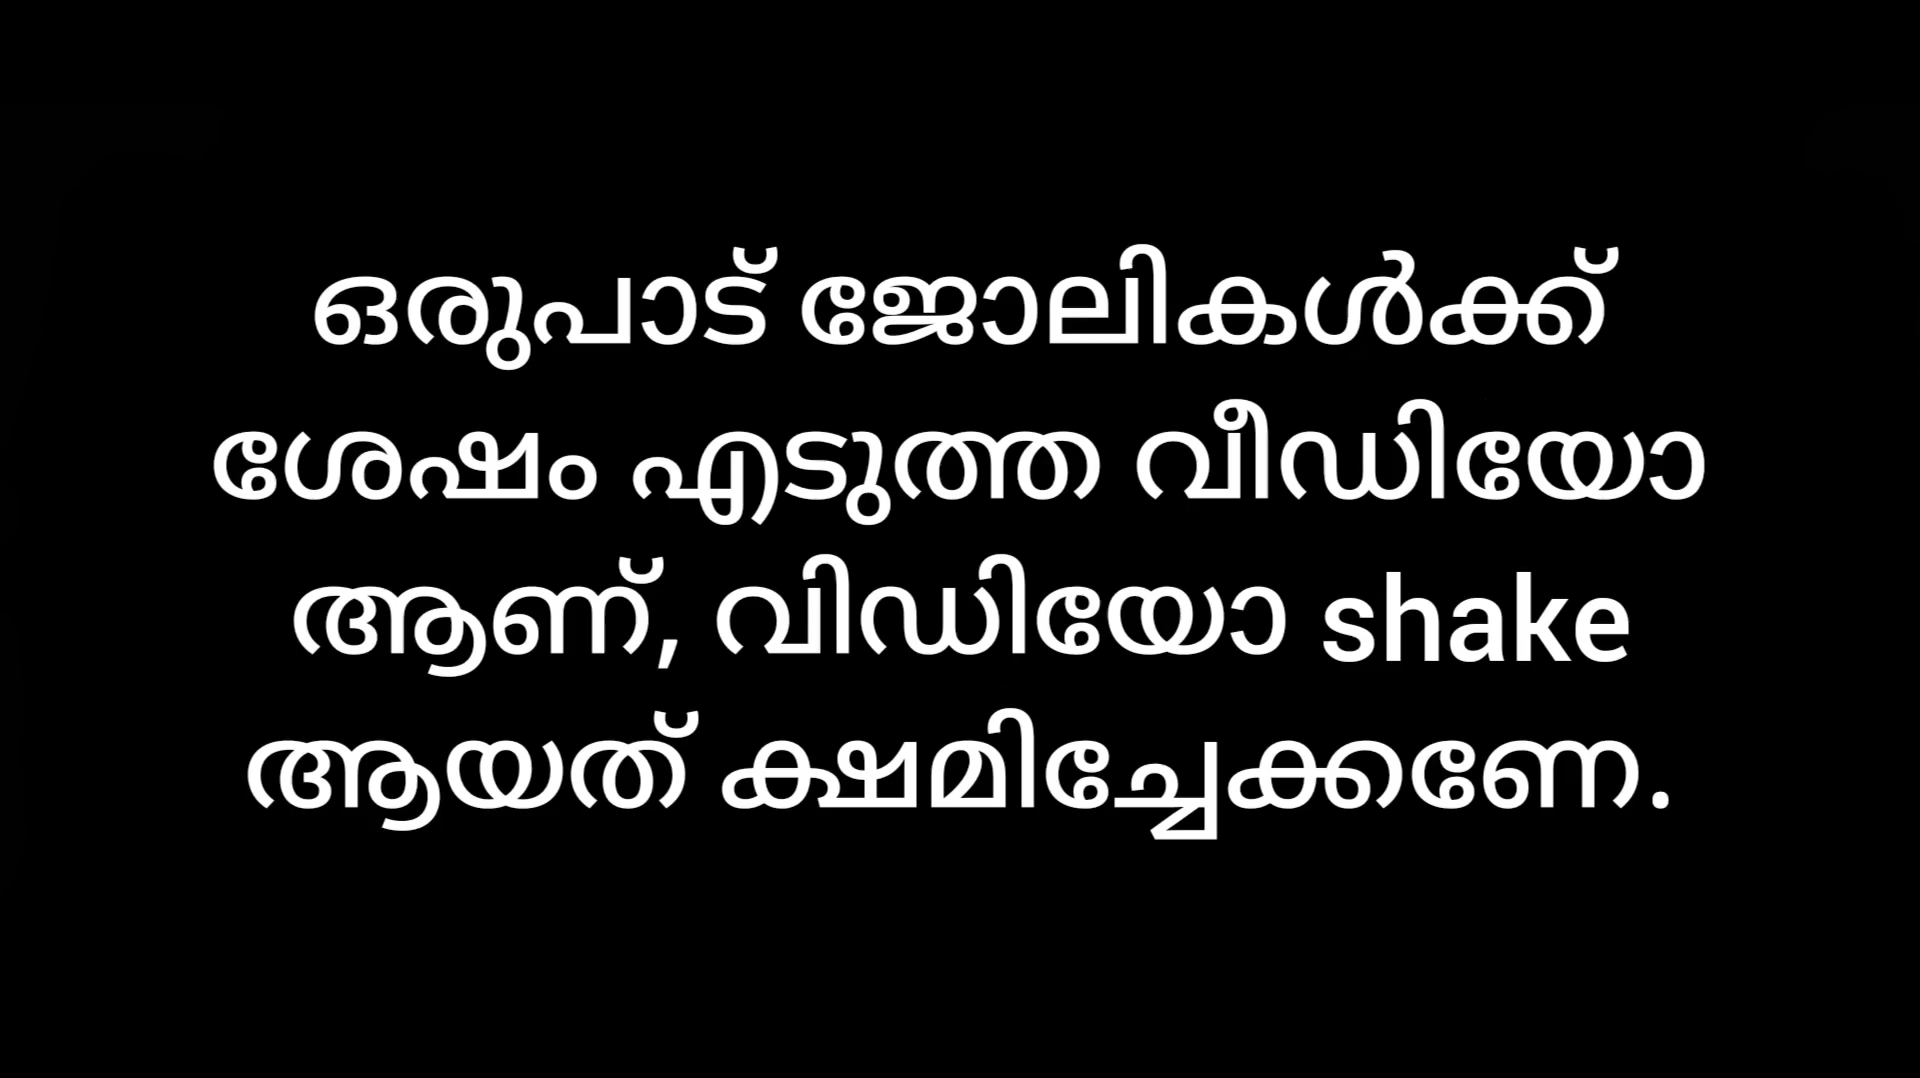 ഒരുപാട് ജോലികൾക്ക്
ശേഷം എടുത്ത വീഡിയോ
ആണ്, വിഡിയോ shake
ആയത് ക്ഷമിച്ചേക്കണേ.